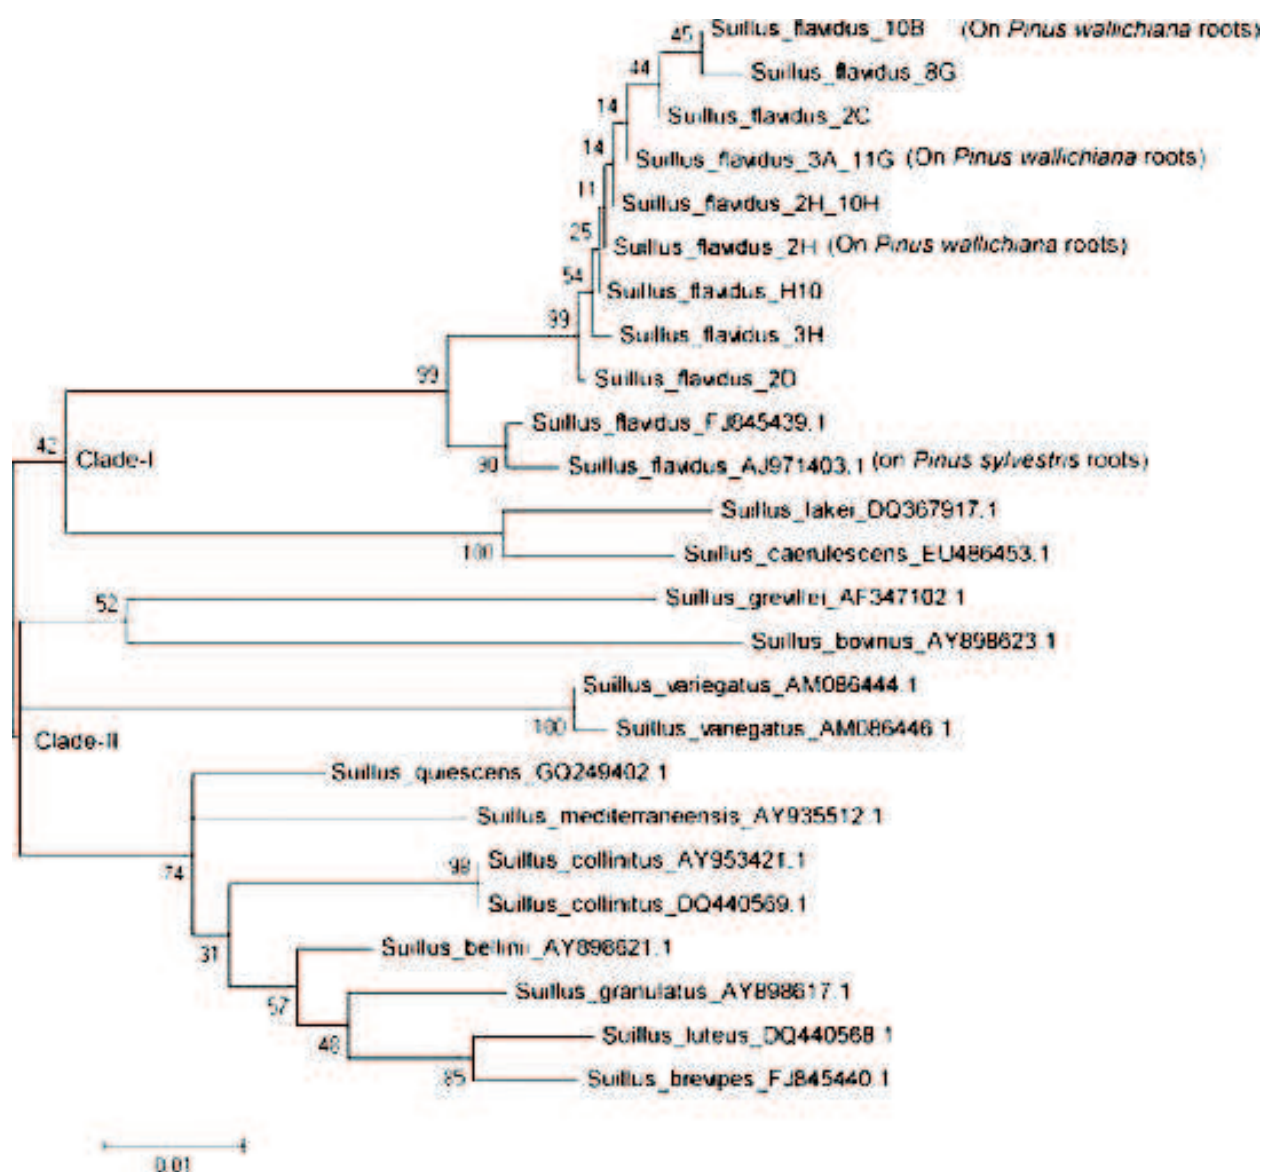 Suillus_flavidus_10B (On Pinus wallichiana roots)
45
Suillus_flavidus_8G
44
Suillus_flavidus_2C
14
Suillus_flavidus_3A_11G (On Pinus wallichiana roots)
14
Suillus_flavidus_2H_10H
11
Suillus_flavidus_2H (On Pinus wallichiana roots)
25
Suillus_flavidus_H10
54
Suillus_flavidus_3H
99
Suillus_flavidus_2D
99
Suillus_flavidus_FJ845439.1
Suillus_flavidus_AJ971403.1 (on Pinus sylvestris roots)
90
42
Clade-I
Suillus_lakei_DQ367917.1
100
Suillus_caerulescens_EU486453.1
52
Suillus_grevillei_AF347102.1
Suillus_bovinus_AY898623.1
Suillus_variegatus_AM086444.1
100
Suillus_variegatus_AM086446.1
Clade-II
Suillus_quiescens_GQ249402.1
Suillus_mediterraneensis_AY935512.1
74
98
Suillus_collinitus_AY953421.1
Suillus_collinitus_DQ440569.1
31
Suillus_bellinii_AY898621.1
57
Suillus_granulatus_AY898617.1
48
Suillus_luteus_DQ440568.1
85
Suillus_brevipes_FJ845440.1
0.01